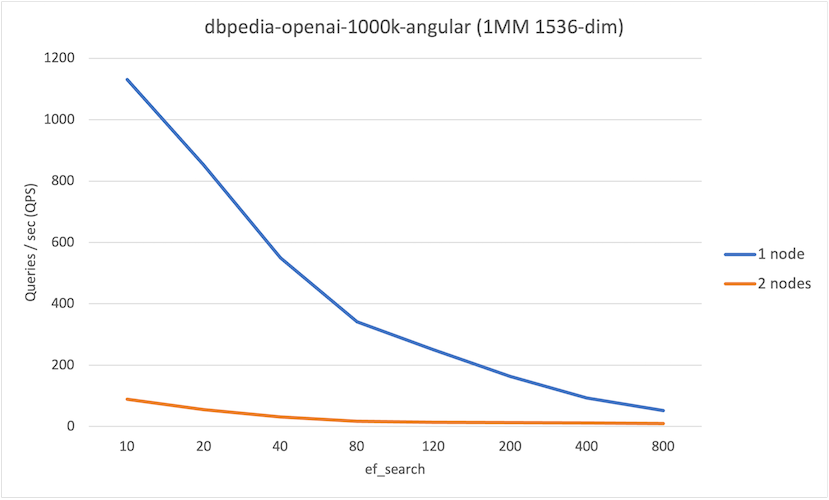 dbpedia-openai-1000k-angular (1MM 1536-dim)
1200
1000
800
600
400
200
0
Queries / sec (QPS)
10 20 40 80 120 200 400 800
ef_search
1 node
2 nodes